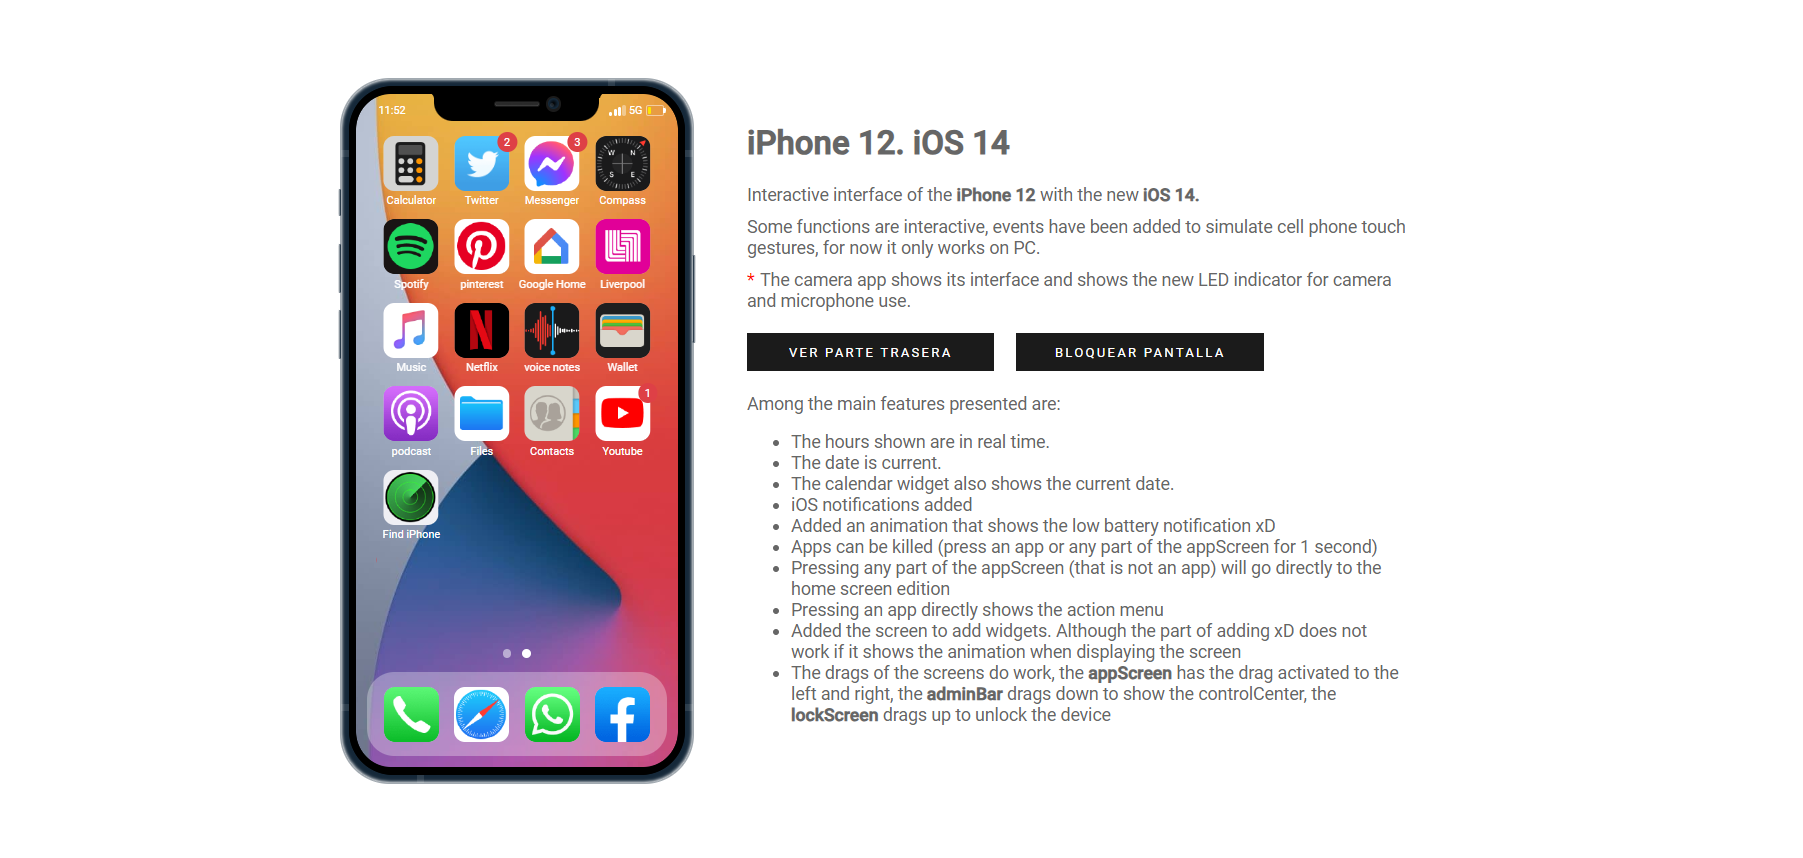 11:52
5G
2
3
W N
S E
Calculator Twitter Messenger Compass
Spotify pinterest Google Home Liverpool
Music Netflix voice notes Wallet
1
podcast Files Contacts Youtube
Find iPhone
iPhone 12. iOS 14
Interactive interface of the iPhone 12 with the new iOS 14.
Some functions are interactive, events have been added to simulate cell phone touch
gestures, for now it only works on PC.
* The camera app shows its interface and shows the new LED indicator for camera
and microphone use.
VER PARTE TRASERA BLOQUEAR PANTALLA
Among the main features presented are:
• The hours shown are in real time.
• The date is current.
• The calendar widget also shows the current date.
• iOS notifications added
• Added an animation that shows the low battery notification xD
• Apps can be killed (press an app or any part of the appScreen for 1 second)
• Pressing any part of the appScreen (that is not an app) will go directly to the
home screen edition
• Pressing an app directly shows the action menu
• Added the screen to add widgets. Although the part of adding xD does not
work if it shows the animation when displaying the screen
• The drags of the screens do work, the appScreen has the drag activated to the
left and right, the adminBar drags down to show the controlCenter, the
lockScreen drags up to unlock the device